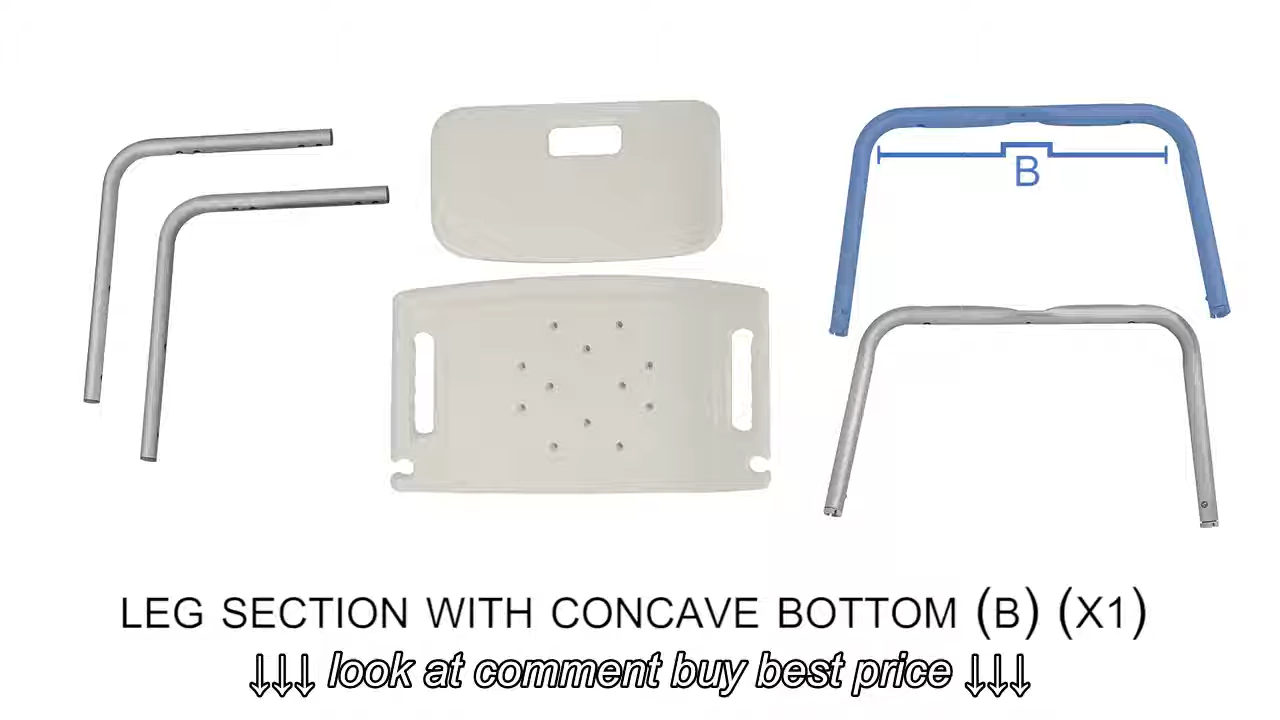 B
LEG SECTION WITH CONCAVE BOTTOM (B) (X1)
↓↓↓ look at comment buy best price ↓↓↓